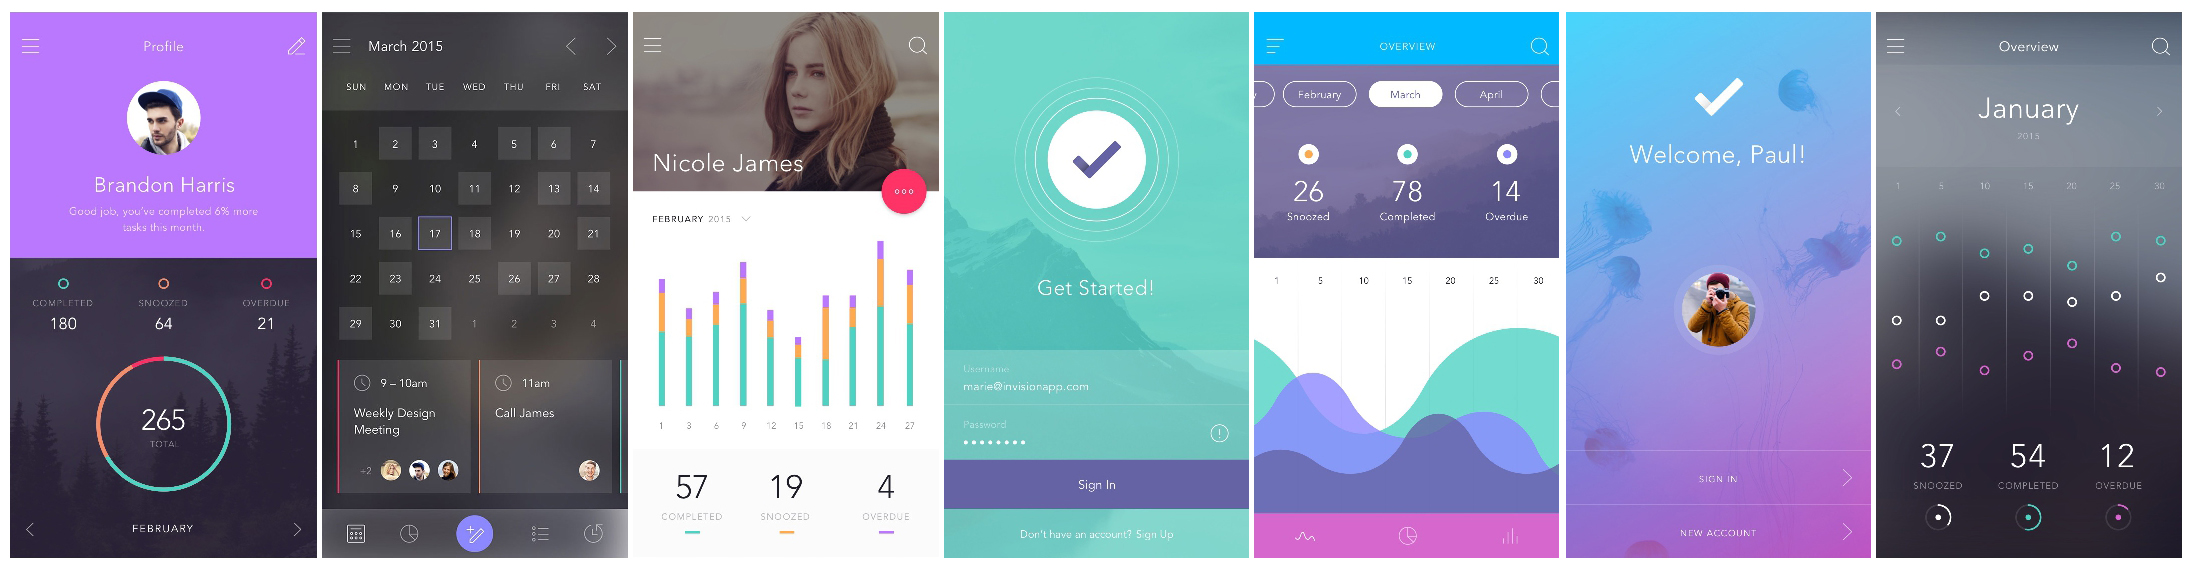 Profile
Brandon Harris
Good job, you've completed 6% more
tasks this month.
COMPLETED SNOOZED OVERDUE
180 64 21
265
TOTAL
FEBRUARY
March 2015
SUN MON TUE WED THU FRI SAT
1 2 3 4 5 6 7
8 9 10 11 12 13 14
15 16 17 18 19 20 21
22 23 24 25 26 27 28
29 30 31 1 2 3 4
9 – 10am
Weekly Design
Meeting
+2
11am
Call James
Nicole James
FEBRUARY 2015
1 3 6 9 12 15 18 21 24 27
57 19 4
COMPLETED SNOOZED OVERDUE
Get Started!
Username
marie@invisionapp.com
Password
Sign In
Don't have an account? Sign Up
OVERVIEW
y February March April
26 78 14
Snoozed Completed Overdue
1 5 10 15 20 25 30
Welcome, Paul!
SIGN IN
NEW ACCOUNT
Overview
January
2015
1 5 10 15 20 25 30
37 54 12
SNOOZED COMPLETED OVERDUE